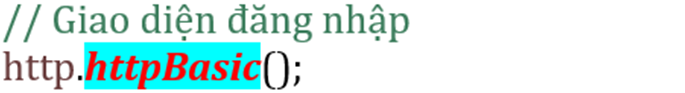 // Giao diện đăng nhập
http.httpBasic();